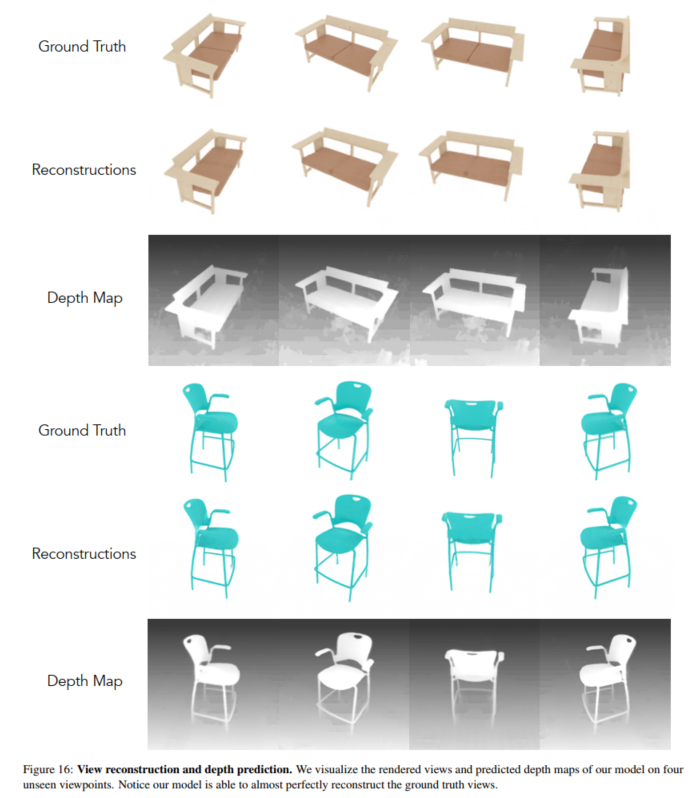 Ground Truth
Reconstructions
Depth Map
Ground Truth
Reconstructions
Depth Map
Figure 16: View reconstruction and depth prediction. We visualize the rendered views and predicted depth maps of our model on four
unseen viewpoints. Notice our model is able to almost perfectly reconstruct the ground truth views.